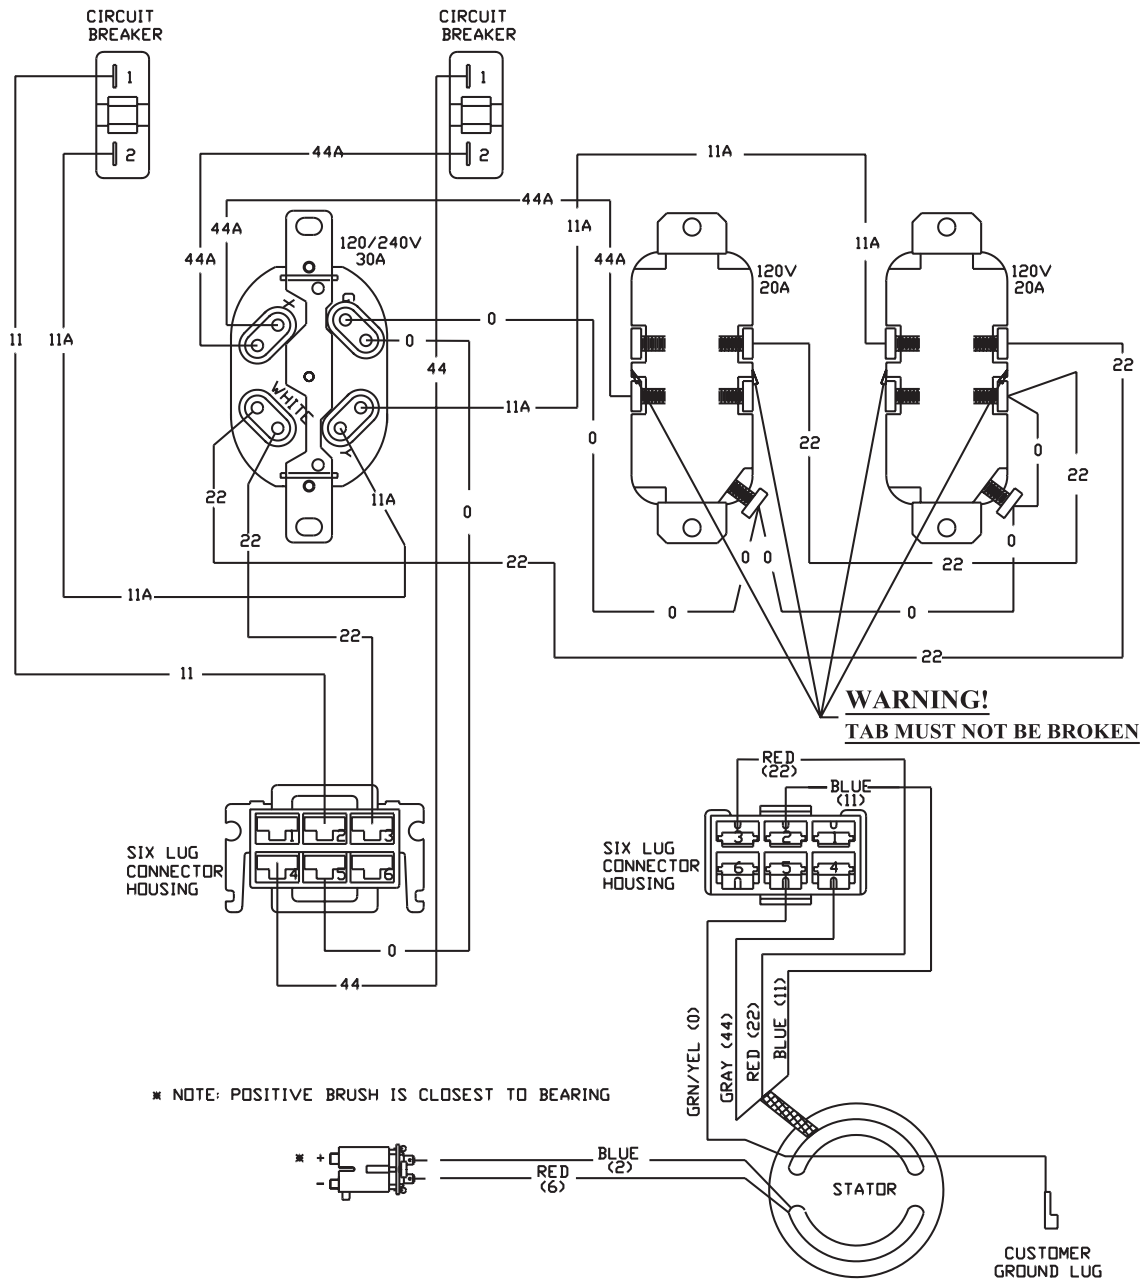 CIRCUIT
BREAKER
CIRCUIT
BREAKER
1
1
2
2
44A
11A
44A
44A
11A
120/240V
30A
11A
44A
44A
120V
20A
120V
20A
X
G
0
0
11
11A
44
22
WHITE
11A
Y
0
22
0
22
22
11A
0
22
0
0
0
22
22
11A
0
0
22
22
11
WARNING!
TAB MUST NOT BE BROKEN
RED
(22)
BLUE
(11)
1
2
3
4
5
6
SIX LUG
CONNECTOR
HOUSING
3
2
1
6
5
4
SIX LUG
CONNECTOR
HOUSING
0
44
GRN/YEL (0)
GRAY (44)
RED (22)
BLUE (11)
* NOTE: POSITIVE BRUSH IS CLOSEST TO BEARING
* +
-
BLUE
(2)
RED
(6)
STATOR
CUSTOMER
GROUND LUG